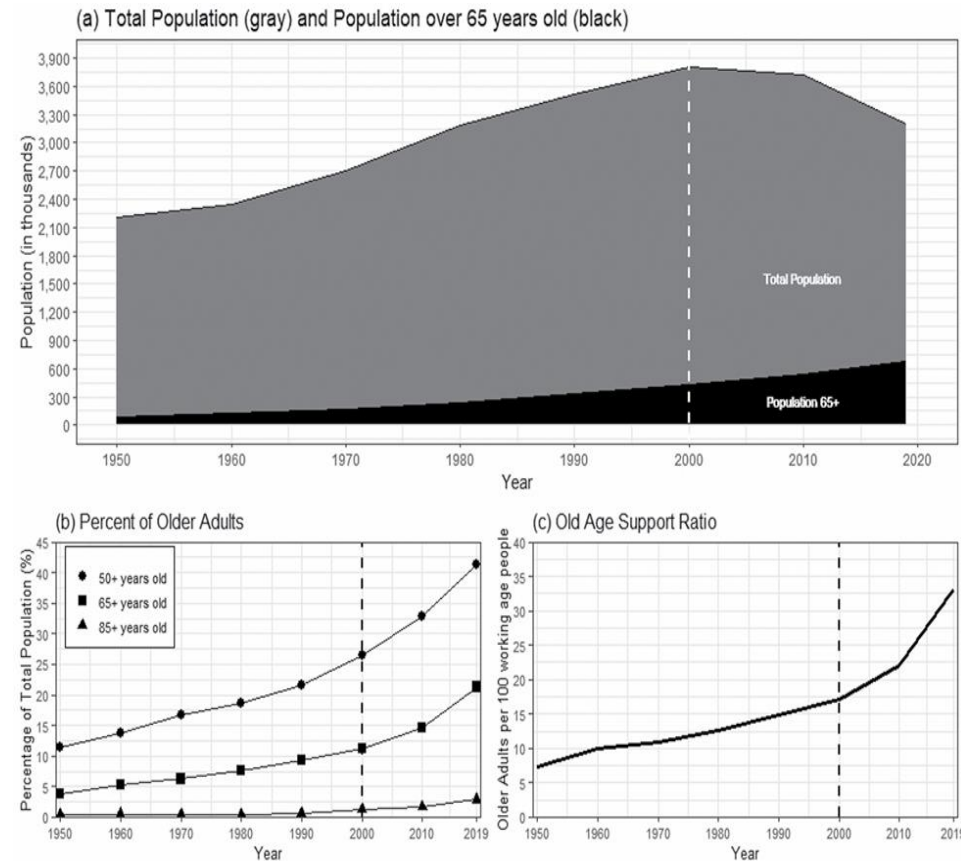 (a) Total Population (gray) and Population over 65 years old (black)
Population (in thousands)
3,900
3,600
3,300
3,000
2,700
2,400
2,100
1,800
1,500
1,200
900
600
300
0
Total Population
Population 65+
1950 1960 1970 1980 1990 2000 2010 2020
Year
(b) Percent of Older Adults
Percentage of Total Population (%)
45
40
35
30
25
20
15
10
5
0
50+ years old
65+ years old
85+ years old
1950 1960 1970 1980 1990 2000 2010 2019
Year
(c) Old Age Support Ratio
Older Adults per 100 working age people
40
35
30
25
20
15
10
5
0
1950 1960 1970 1980 1990 2000 2010 2019
Year